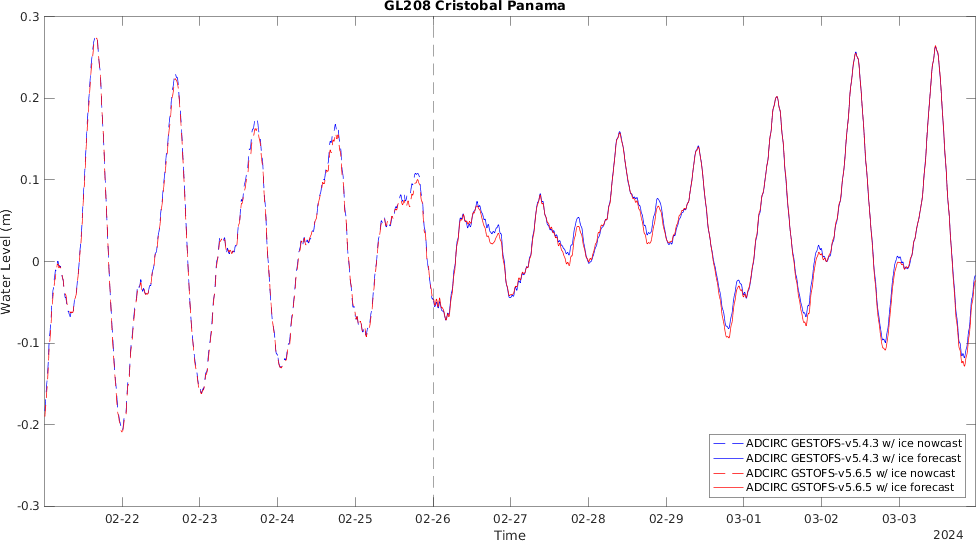 GL208 Cristobal Panama
0.3
0.2
0.1
0
-0.1
-0.2
-0.3
Water Level (m)
ADCIRC GESTOFS-v5.4.3 w/ ice nowcast
ADCIRC GESTOFS-v5.4.3 w/ ice forecast
ADCIRC GSTOFS-v5.6.5 w/ ice nowcast
ADCIRC GSTOFS-v5.6.5 w/ ice forecast
02-22 02-23 02-24 02-25 02-26 02-27 02-28 02-29 03-01 03-02 03-03
Time
2024